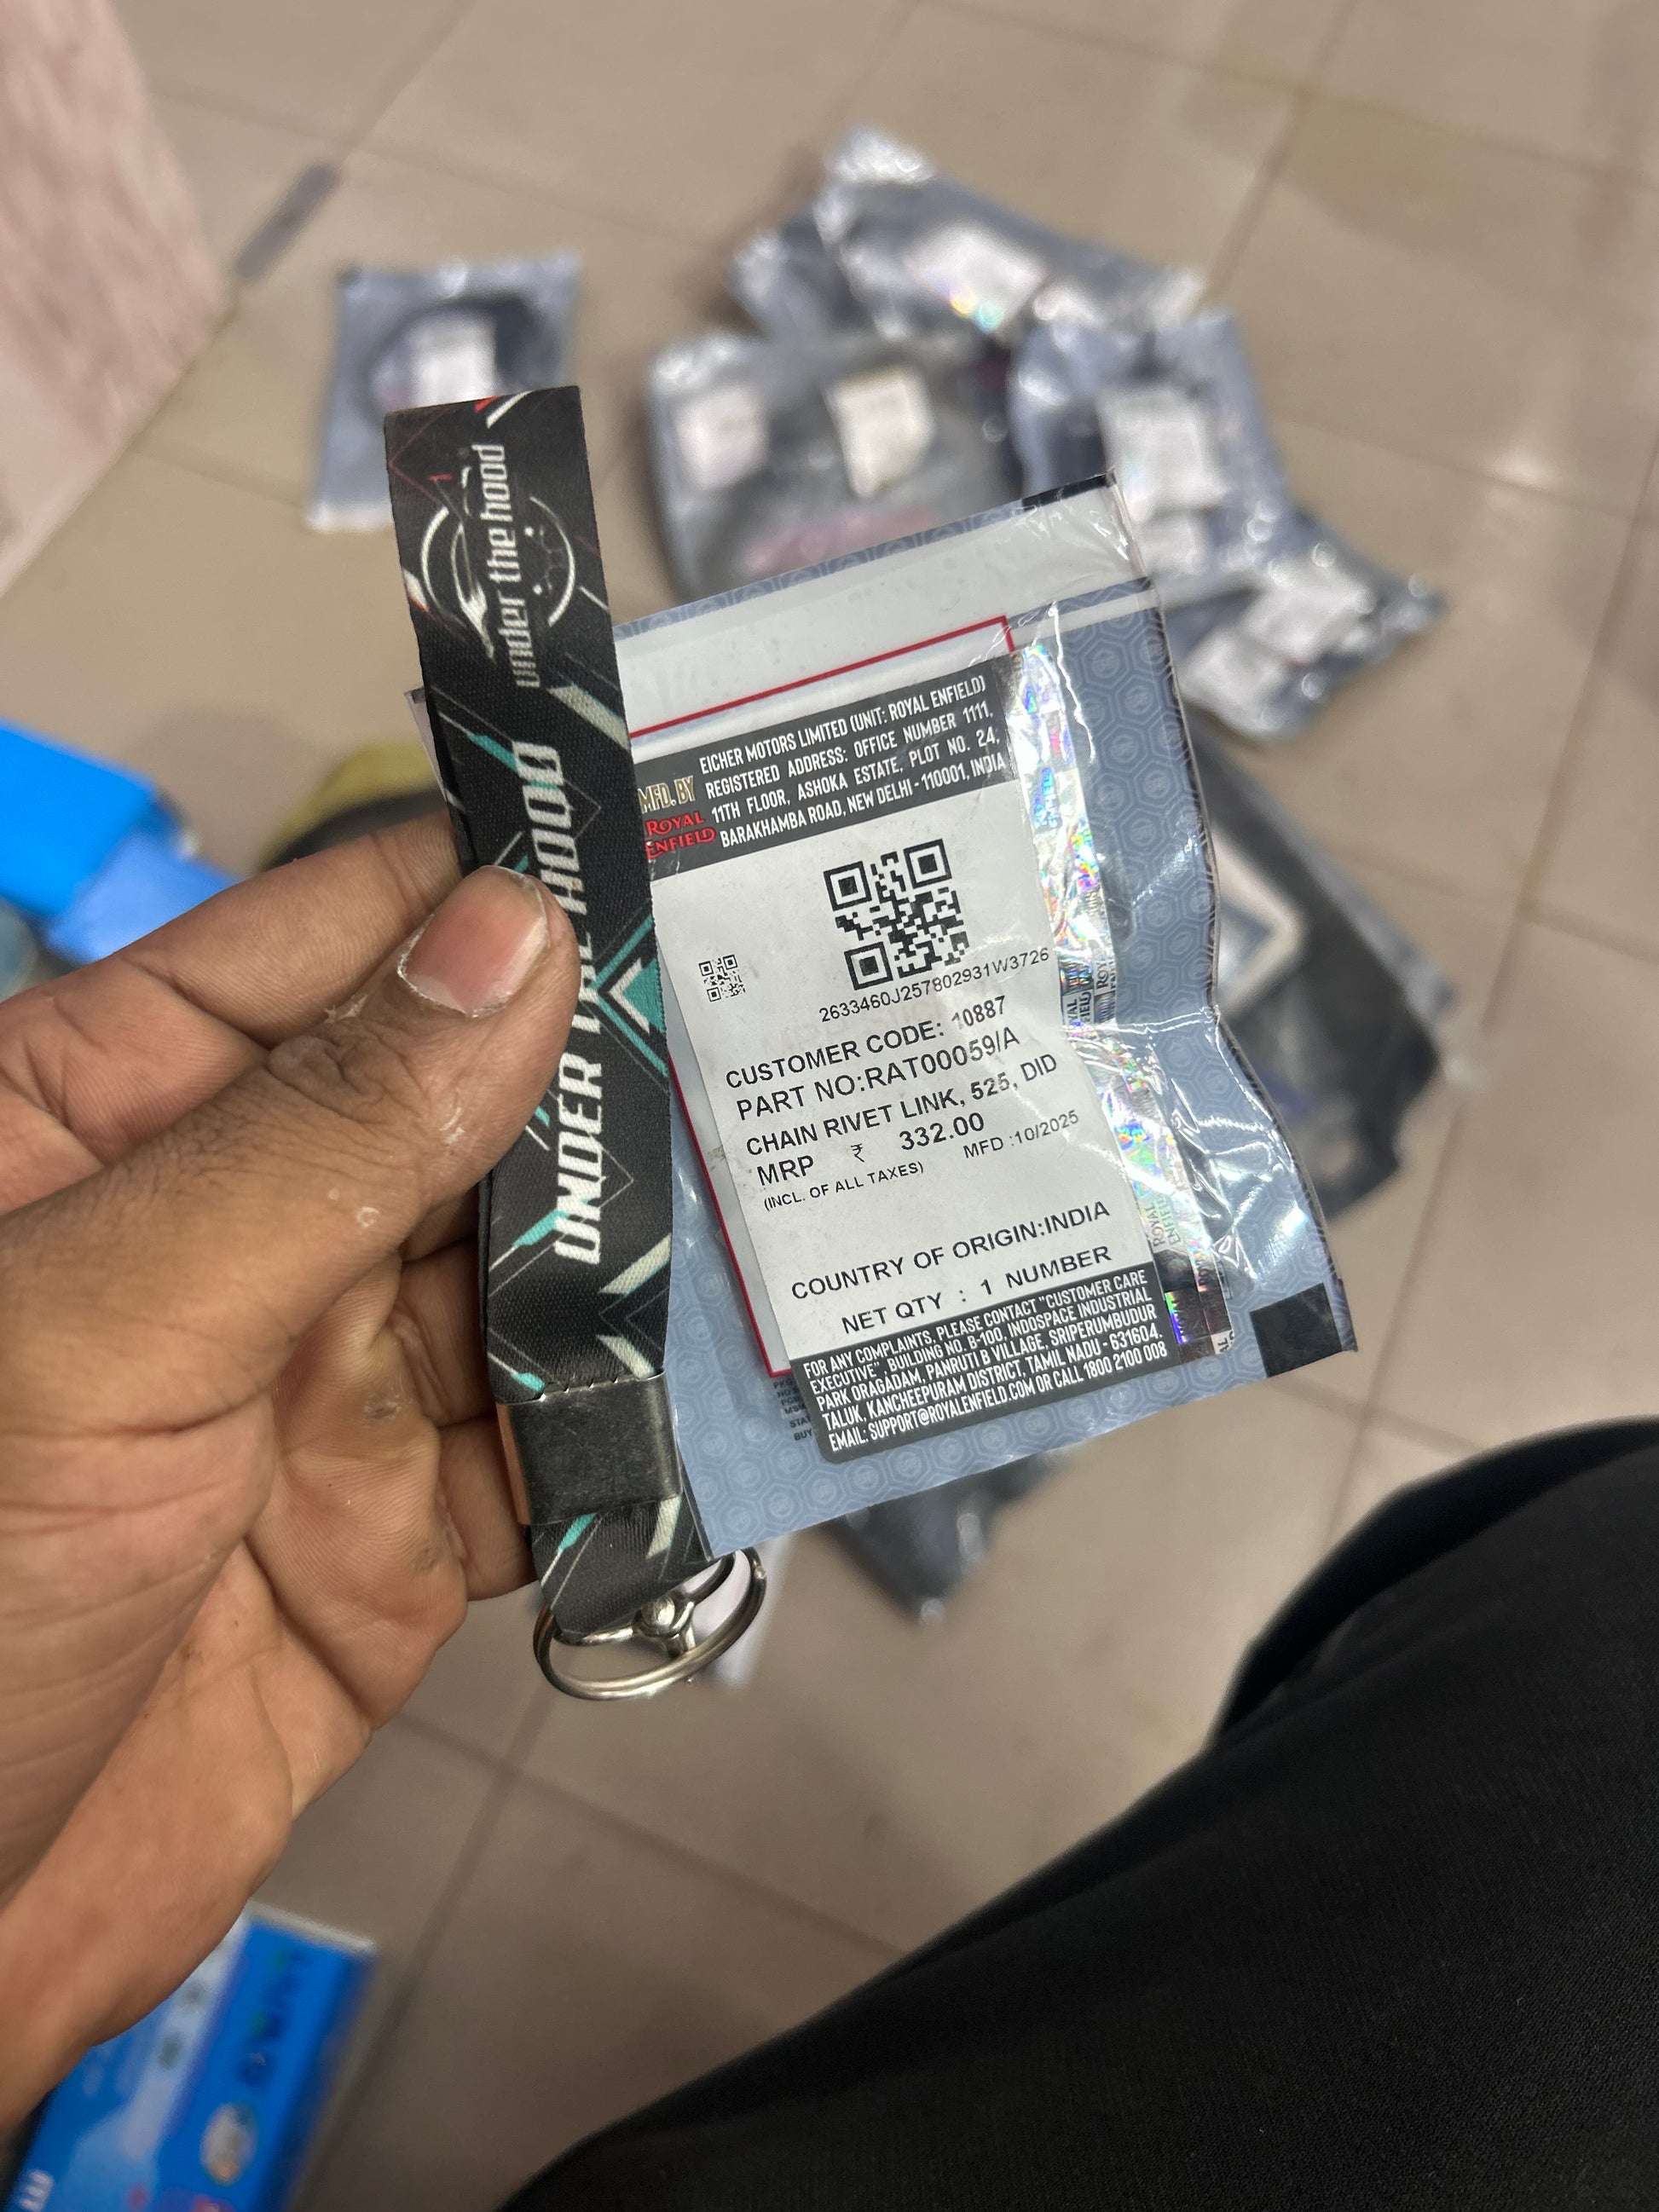 under the hood
UNDER THE HOOD
MFD. BY
ROYAL
ENFIELD
EICHER MOTORS LIMITED (UNIT: ROYAL ENFIELD)
REGISTERED ADDRESS: OFFICE NUMBER 1111,
11TH FLOOR, ASHOKA ESTATE, PLOT NO. 24,
BARAKHAMBA ROAD, NEW DELHI - 110001, INDIA
2633460J257802931W3726
CUSTOMER CODE: 10887
PART NO:RAT00059/A
CHAIN RIVET LINK, 525, DID
MRP ₹ 332.00
(INCL. OF ALL TAXES) MFD :10/2025
COUNTRY OF ORIGIN:INDIA
NET QTY : 1 NUMBER
FOR ANY COMPLAINTS, PLEASE CONTACT "CUSTOMER CARE
EXECUTIVE", BUILDING NO. B-100, INDOSPACE INDUSTRIAL
PARK ORAGADAM, PANRUTI B VILLAGE, SRIPERUMBUDUR
TALUK, KANCHEEPURAM DISTRICT, TAMIL NADU - 631604.
EMAIL: SUPPORT@ROYALENFIELD.COM OR CALL 1800 2100 008
ROYAL
ENFIELD